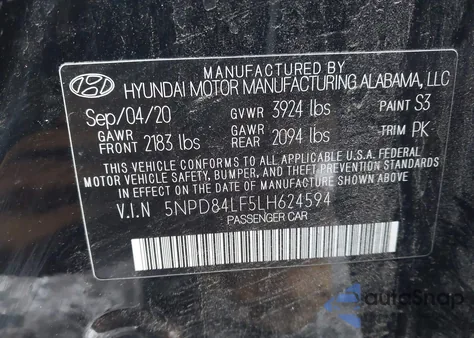 MANUFACTURED BY
HYUNDAI MOTOR MANUFACTURING ALABAMA, LLC
Sep/04/20 GVWR 3924 lbs PAINT S3
GAWR FRONT 2183 lbs GAWR REAR 2094 lbs TRIM PK
THIS VEHICLE CONFORMS TO ALL APPLICABLE U.S.A. FEDERAL
MOTOR VEHICLE SAFETY, BUMPER, AND THEFT PREVENTION STANDARDS
IN EFFECT ON THE DATE OF MANUFACTURE SHOWN ABOVE.
V.I.N 5NPD84LF5LH624594
PASSENGER CAR
autoSnap